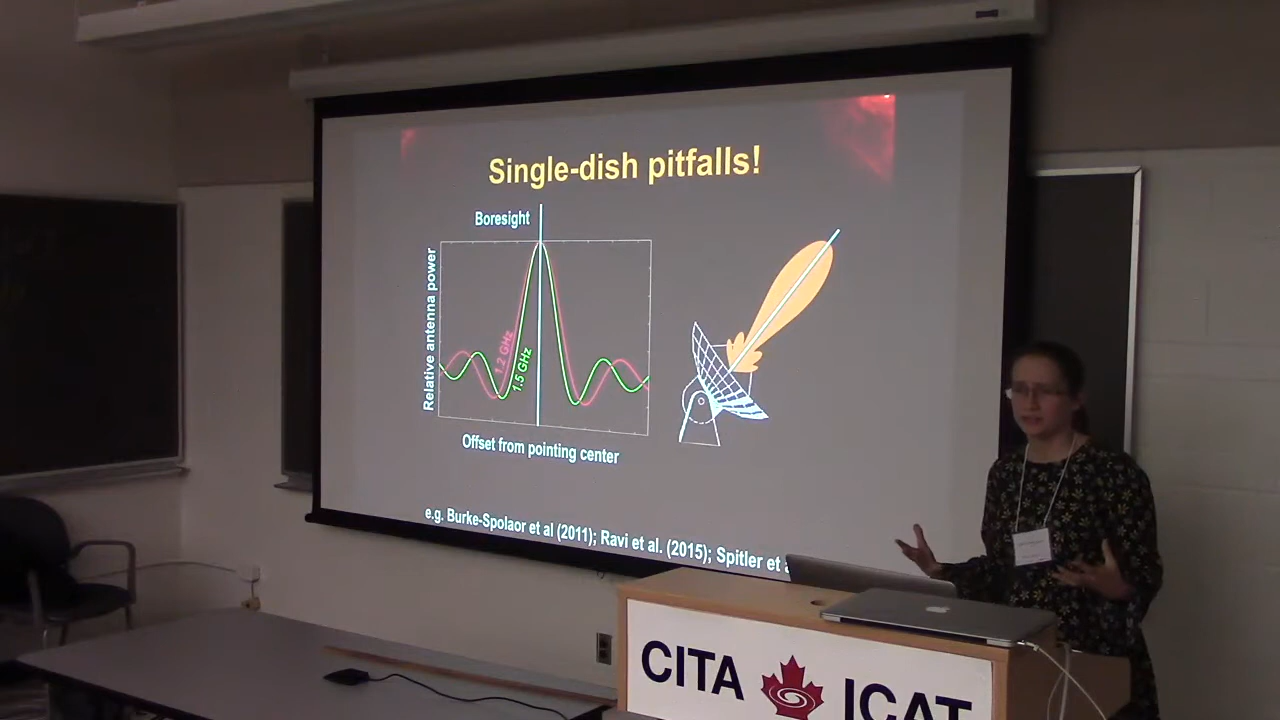 Single-dish pitfalls!
Boresight
Relative antenna power
1.2 GHz
1.5 GHz
Offset from pointing center
e.g. Burke-Spolaor et al (2011); Ravi et al. (2015); Spitler et
CITA ICAT